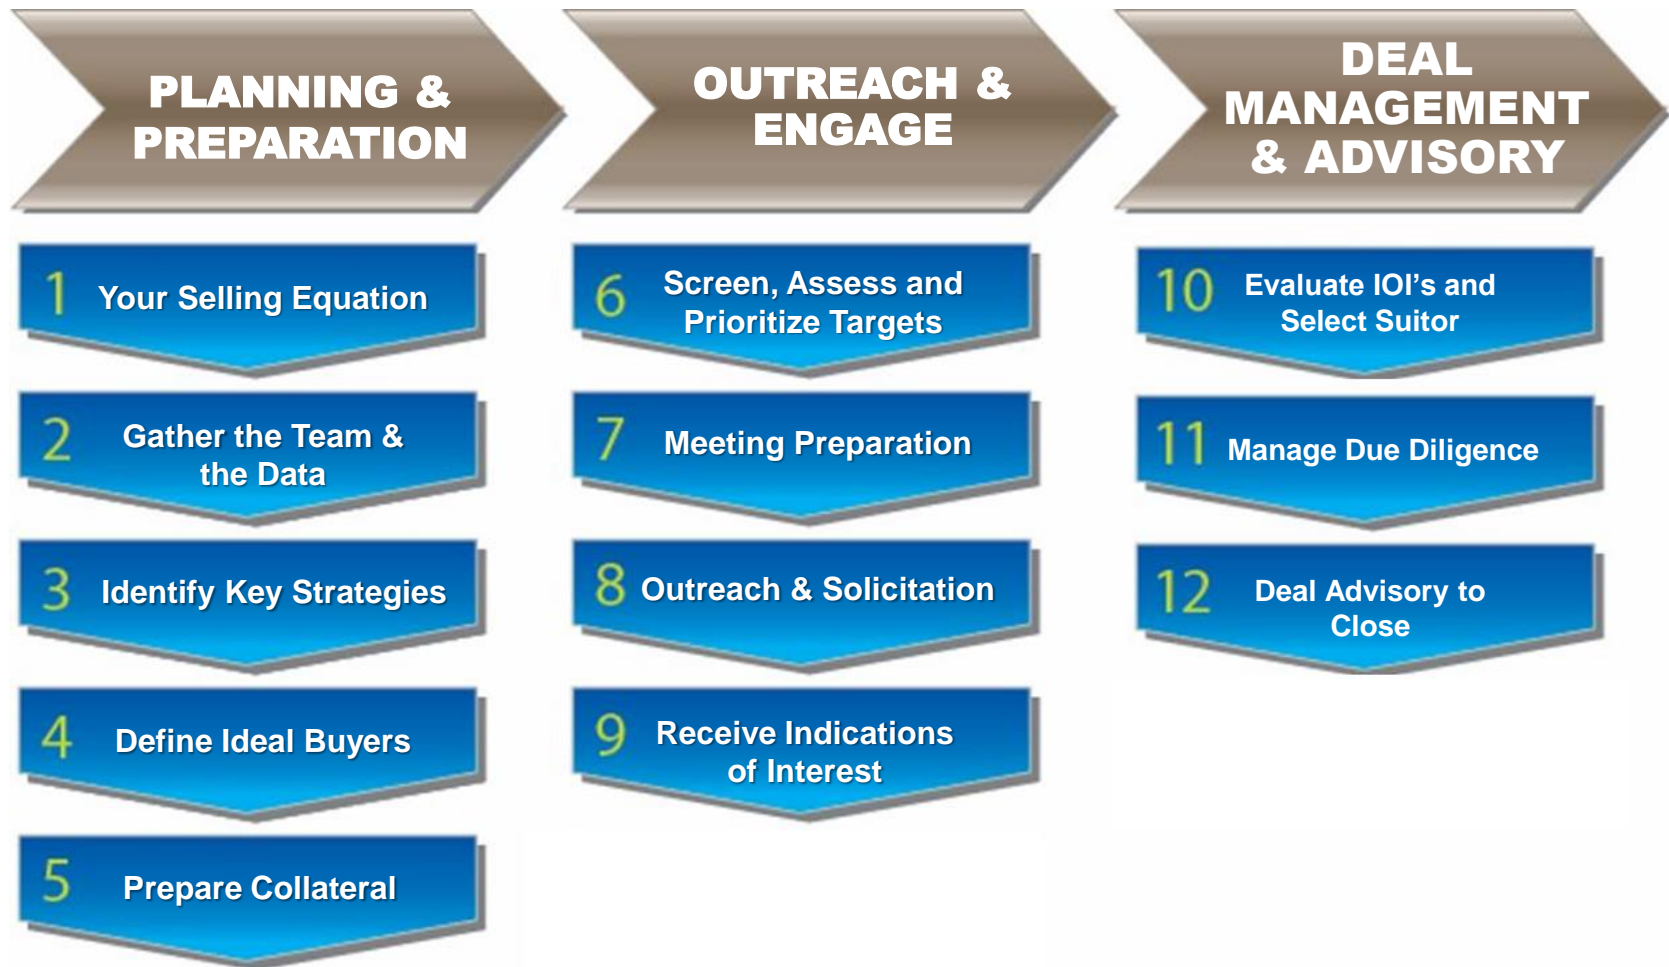 PLANNING &
PREPARATION
1 Your Selling Equation
2 Gather the Team &
the Data
3 Identify Key Strategies
4 Define Ideal Buyers
5 Prepare Collateral
OUTREACH &
ENGAGE
6 Screen, Assess and
Prioritize Targets
7 Meeting Preparation
8 Outreach & Solicitation
9 Receive Indications
of Interest
DEAL
MANAGEMENT
& ADVISORY
10 Evaluate IOI’s and
Select Suitor
11 Manage Due Diligence
12 Deal Advisory to
Close